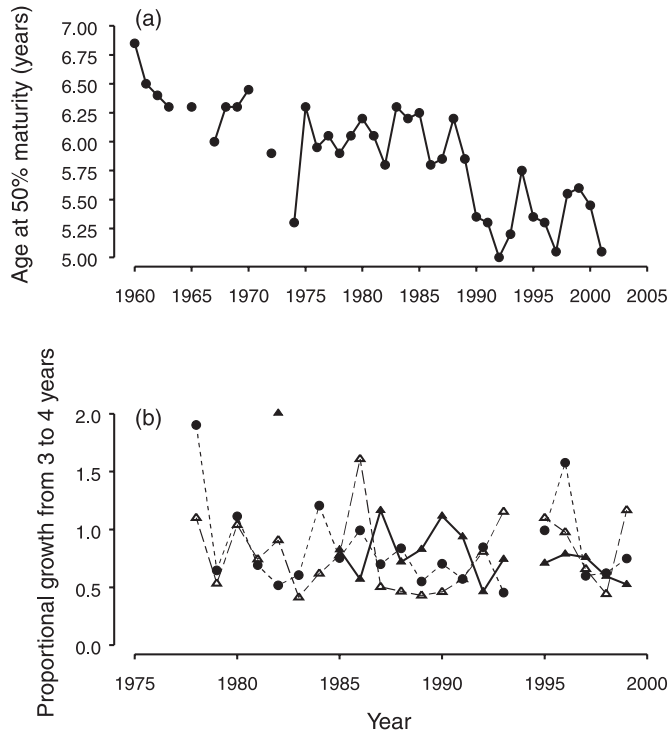 (a)
Age at 50% maturity (years)
7.00
6.75
6.50
6.25
6.00
5.75
5.50
5.25
5.00
1960 1965 1970 1975 1980 1985 1990 1995 2000 2005
(b)
Proportional growth from 3 to 4 years
2.0
1.5
1.0
0.5
0.0
1975 1980 1985 1990 1995 2000
Year